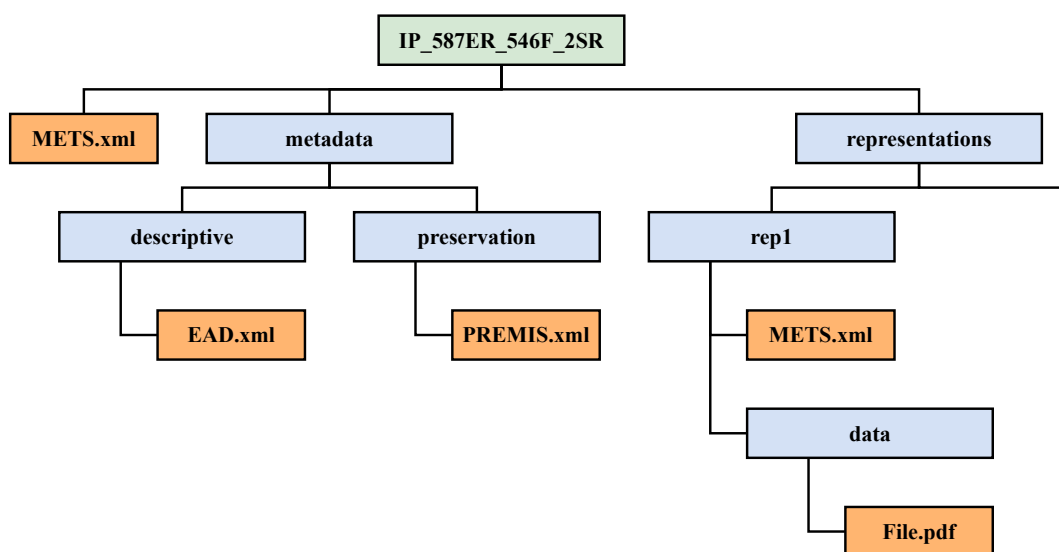 IP_587ER_546F_2SR
METS.xml
metadata
representations
descriptive
preservation
rep1
EAD.xml
PREMIS.xml
METS.xml
data
File.pdf